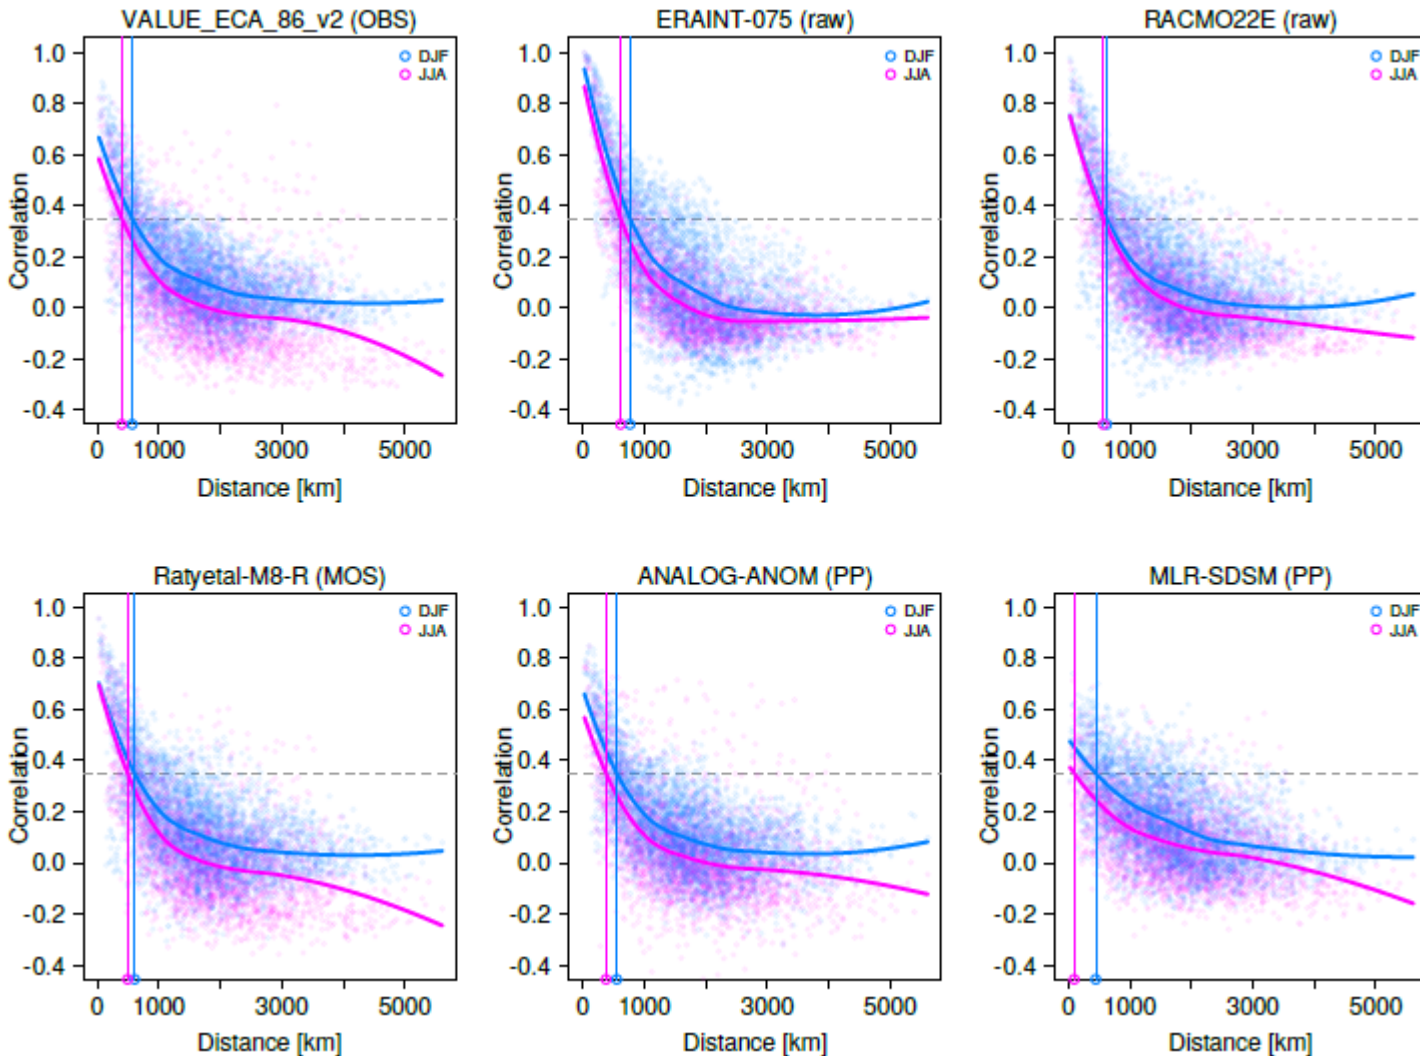 VALUE_ECA_86_v2 (OBS)
ERAINT-075 (raw)
RACMO22E (raw)
1.0
0.8
0.6
0.4
0.2
0.0
-0.2
-0.4
Correlation
DJF
JJA
0 1000 3000 5000
Distance [km]
1.0
0.8
0.6
0.4
0.2
0.0
-0.2
-0.4
Correlation
DJF
JJA
0 1000 3000 5000
Distance [km]
1.0
0.8
0.6
0.4
0.2
0.0
-0.2
-0.4
Correlation
DJF
JJA
0 1000 3000 5000
Distance [km]
Ratyetal-M8-R (MOS)
ANALOG-ANOM (PP)
MLR-SDSM (PP)
1.0
0.8
0.6
0.4
0.2
0.0
-0.2
-0.4
Correlation
DJF
JJA
0 1000 3000 5000
Distance [km]
1.0
0.8
0.6
0.4
0.2
0.0
-0.2
-0.4
Correlation
DJF
JJA
0 1000 3000 5000
Distance [km]
1.0
0.8
0.6
0.4
0.2
0.0
-0.2
-0.4
Correlation
DJF
JJA
0 1000 3000 5000
Distance [km]